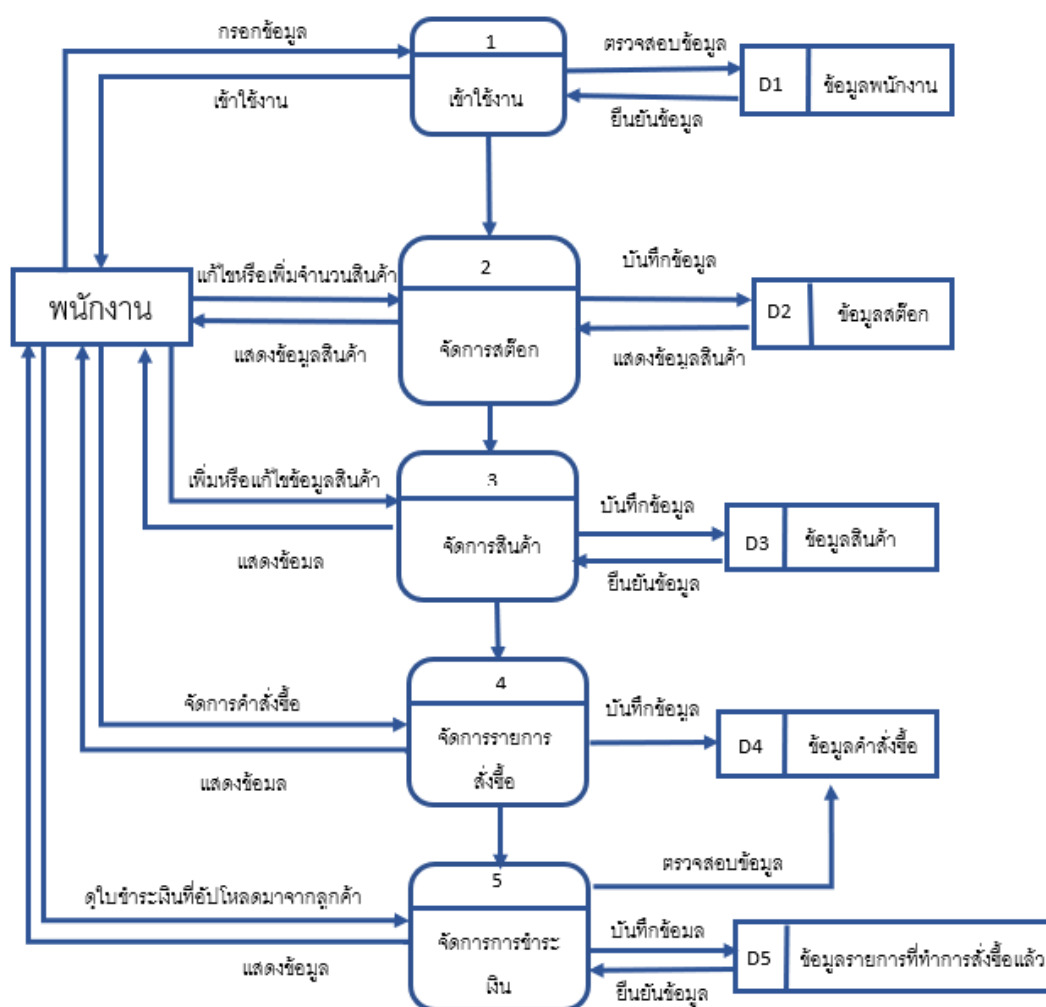 กรอกข้อมูล
1
ตรวจสอบข้อมูล
เข้าใช้งาน
เข้าใช้งาน
D1
ข้อมูลพนักงาน
ยืนยันข้อมูล
แก้ไขหรือเพิ่มจำนวนสินค้า
2
บันทึกข้อมูล
พนักงาน
D2
ข้อมูลสต๊อก
แสดงข้อมูลสินค้า
จัดการสต๊อก
แสดงข้อมูลสินค้า
เพิ่มหรือแก้ไขข้อมูลสินค้า
3
บันทึกข้อมูล
แสดงข้อมล
จัดการสินค้า
D3
ข้อมูลสินค้า
ยืนยันข้อมูล
4
จัดการคำสั่งซื้อ
บันทึกข้อมูล
จัดการรายการ
สั่งซื้อ
D4
ข้อมูลคำสั่งซื้อ
แสดงข้อมล
ตรวจสอบข้อมูล
5
ดูใบชำระเงินที่อัปโหลดมาจากลูกค้า
บันทึกข้อมล
จัดการการชำระ
เงิน
แสดงข้อมูล
D5
ข้อมูลรายการที่ทำการสั่งซื้อแล้ว
ยืนยันข้อมูล